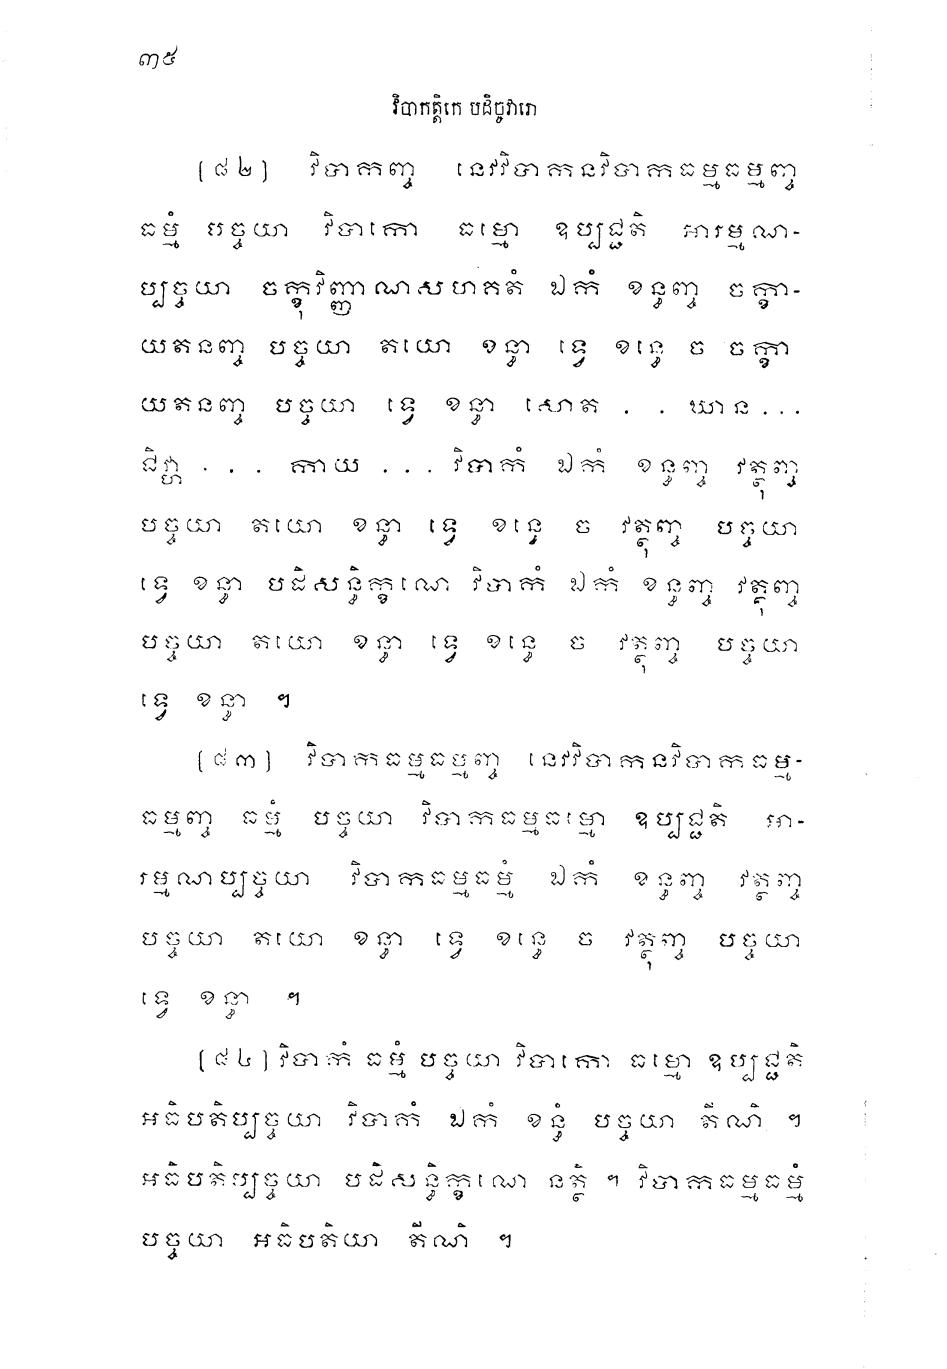 ៣៥
វិបាកត្តិកេ បដិច្ចវារោ
[៨២] វិបាកញ្ច នេវវិបាកនវិបាកធម្មធម្មញ្ច
ធម្មំ បច្ចយា វិបាកោ ធម្មោ ឧប្បជ្ជតិ អារម្មណ-
ប្បច្ចយា ចក្ខុវិញ្ញាណសហគតំ ឯកំ ខន្ធញ្ច ចក្ខា-
យតនញ្ច បច្ចយា តយោ ខន្ធា ទ្វេ ខន្ធេ ច ចក្ខា
យតនញ្ច បច្ចយា ទ្វេ ខន្ធា សោត . . ឃាន ...
ជិវ្ហា . . . កាយ ... វិបាកំ ឯកំ ខន្ធញ្ច វត្ថុញ្ច
បច្ចយា តយោ ខន្ធា ទ្វេ ខន្ធេ ច វត្ថុញ្ច បច្ចយា
ទ្វេ ខន្ធា បដិសន្ធិក្ខណេ វិបាកំ ឯកំ ខន្ធញ្ច វត្ថុញ្ច
បច្ចយា តយោ ខន្ធា ទ្វេ ខន្ធេ ច វត្ថុញ្ច បច្ចយា
ទ្វេ ខន្ធា ។
[៨៣] វិបាកធម្មធម្មញ្ច នេវវិបាកនវិបាកធម្ម-
ធម្មញ្ច ធម្មំ បច្ចយា វិបាកធម្មធម្មោ ឧប្បជ្ជតិ អា-
រម្មណប្បច្ចយា វិបាកធម្មធម្មំ ឯកំ ខន្ធញ្ច វត្ថញ្ច
បច្ចយា តយោ ខន្ធា ទ្វេ ខន្ធេ ច វត្ថុញ្ច បច្ចយា
ទ្វេ ខន្ធា ។
[៨៤] វិបាកំ ធម្មំ បច្ចយា វិបាកោ ធម្មោ ឧប្បជ្ជតិ
អធិបតិប្បច្ចយា វិបាកំ ឯកំ ខន្ធំ បច្ចយា តីណិ ។
អធិបតិប្បច្ចយា បដិសន្ធិក្ខណេ នត្ថិ ។ វិបាកធម្មធម្មំ
បច្ចយា អធិបតិយា តីណិ ។